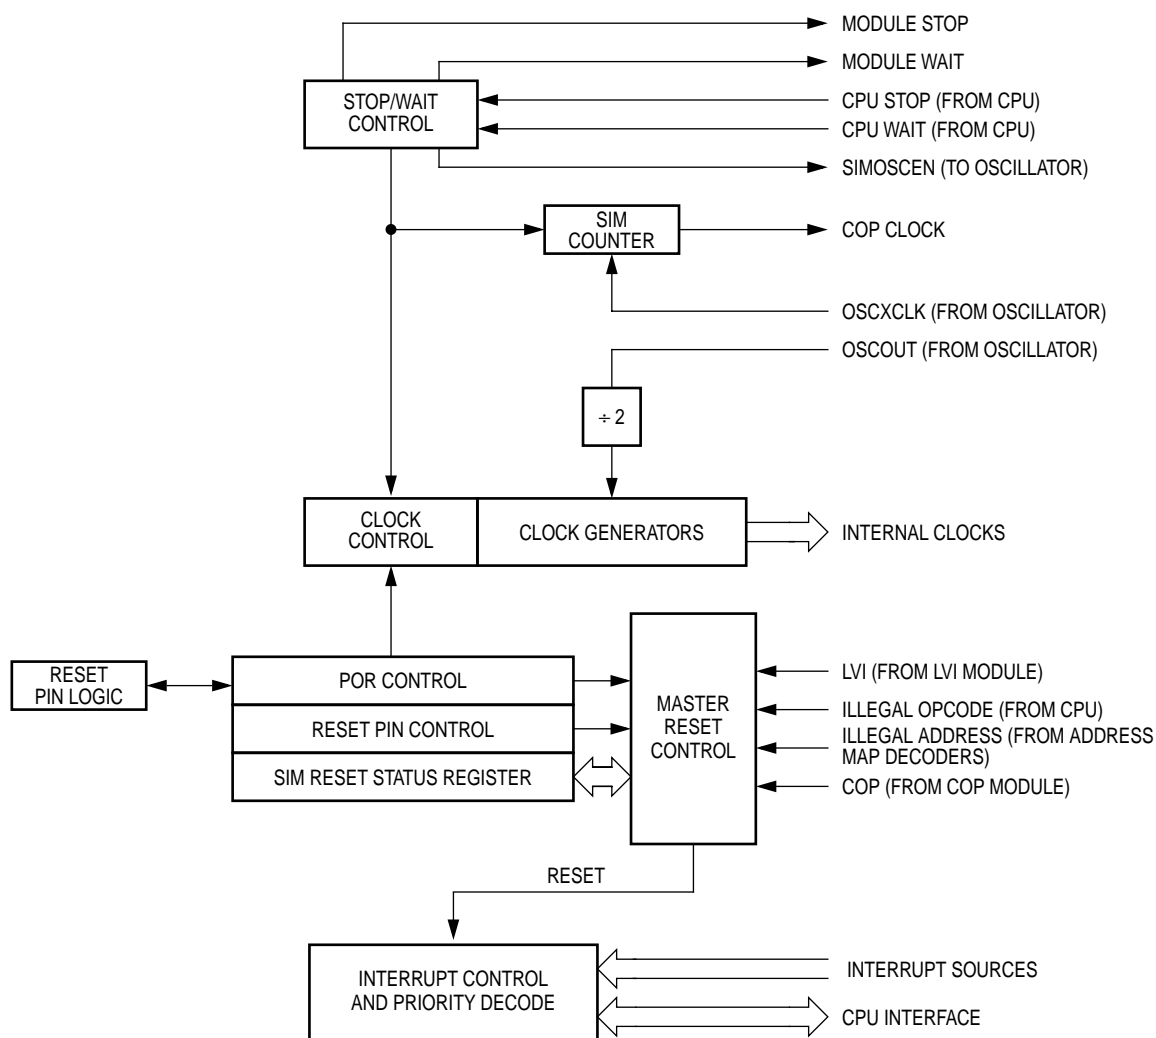 MODULE STOP
MODULE WAIT
STOP/WAIT
CONTROL
CPU STOP (FROM CPU)
CPU WAIT (FROM CPU)
SIMOSCEN (TO OSCILLATOR)
SIM
COUNTER
COP CLOCK
OSCXCLK (FROM OSCILLATOR)
OSCOUT (FROM OSCILLATOR)
÷ 2
CLOCK
CONTROL
CLOCK GENERATORS
INTERNAL CLOCKS
RESET
PIN LOGIC
POR CONTROL
RESET PIN CONTROL
SIM RESET STATUS REGISTER
MASTER
RESET
CONTROL
LVI (FROM LVI MODULE)
ILLEGAL OPCODE (FROM CPU)
ILLEGAL ADDRESS (FROM ADDRESS
MAP DECODERS)
COP (FROM COP MODULE)
RESET
INTERRUPT CONTROL
AND PRIORITY DECODE
INTERRUPT SOURCES
CPU INTERFACE